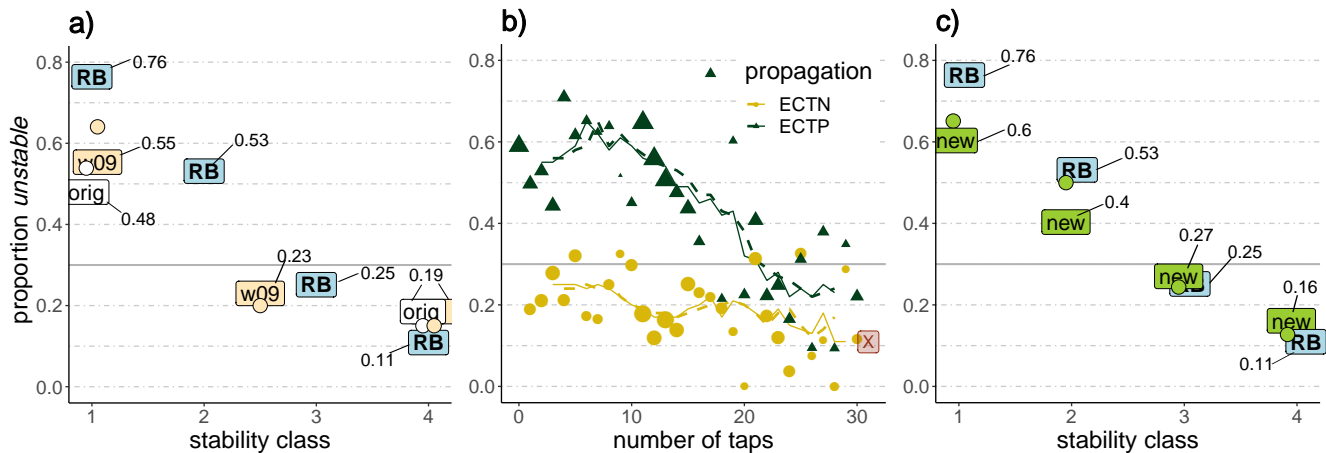 a)
b)
c)
proportion unstable
0.8
0.6
0.4
0.2
0.0
RB
0.76
w09
0.55
orig
0.48
RB
0.53
w09
0.23
RB
0.25
orig
0.19
RB
0.11
1
2
3
4
stability class
0.8
0.6
0.4
0.2
0.0
propagation
ECTN
ECTP
X
0
10
20
30
number of taps
0.8
0.6
0.4
0.2
0.0
RB
0.76
new
0.6
RB
0.53
new
0.4
new
0.27
0.25
new
0.16
RB
0.11
1
2
3
4
stability class